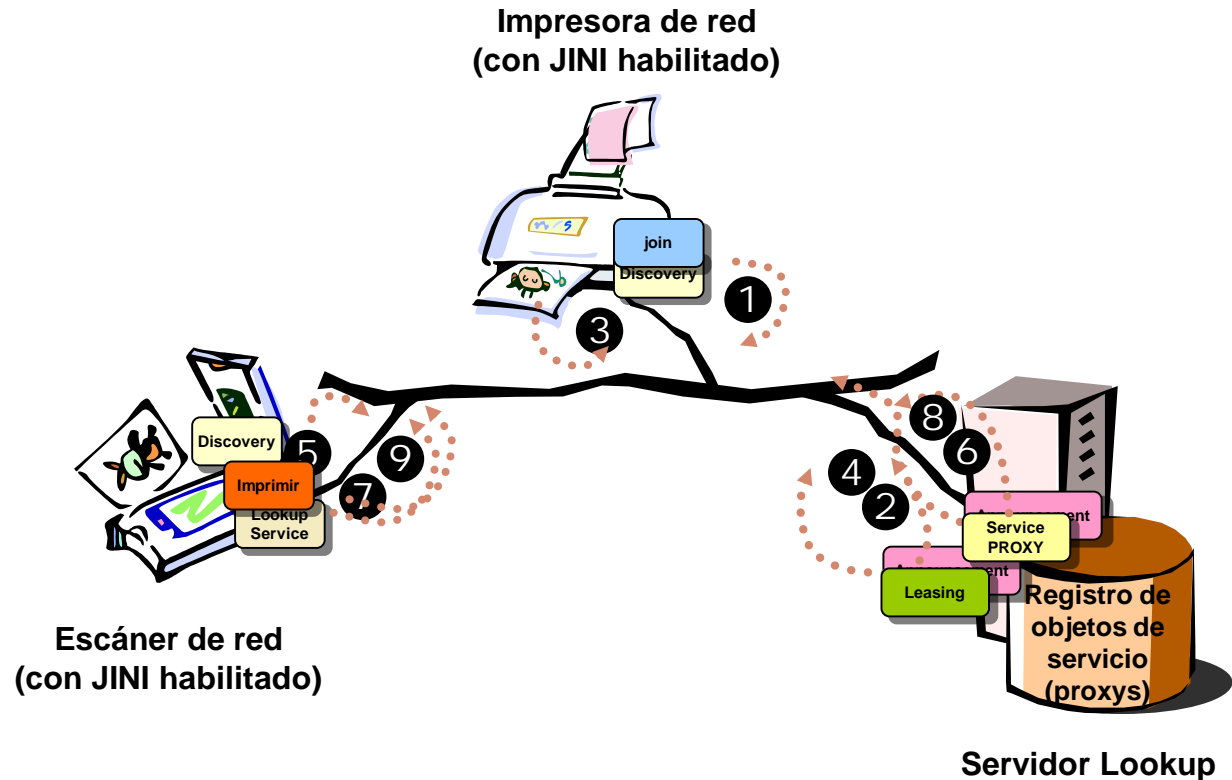 Impresora de red
(con JINI habilitado)
join
Discovery
1
3
Discovery
5
Imprimir
9
7
Lookup
Service
8
6
4
2
Service
PROXY
Leasing
Registro de
objetos de
servicio
(proxys)
Escáner de red
(con JINI habilitado)
Servidor Lookup